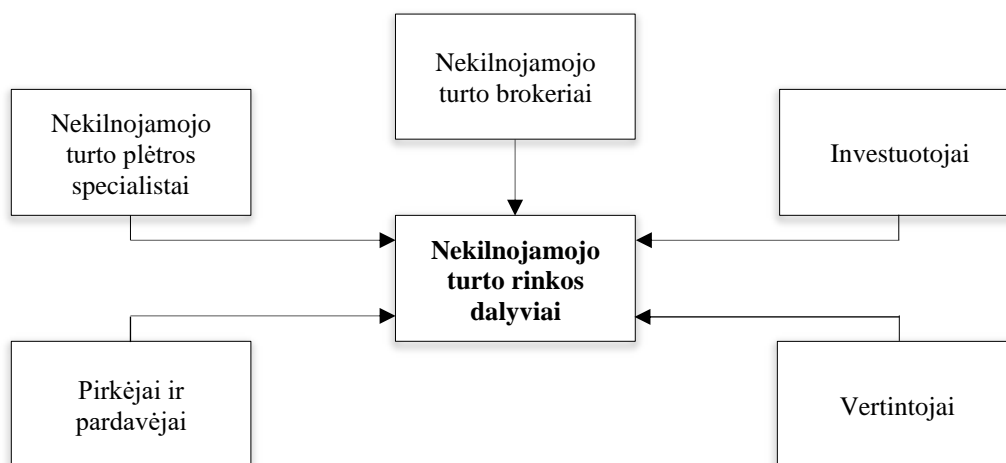 Nekilnojamojo
turto brokeriai
Nekilnojamojo
turto plėtros
specialistai
Investuotojai
Nekilnojamojo
turto rinkos
dalyviai
Pirkėjai ir
pardavėjai
Vertintojai